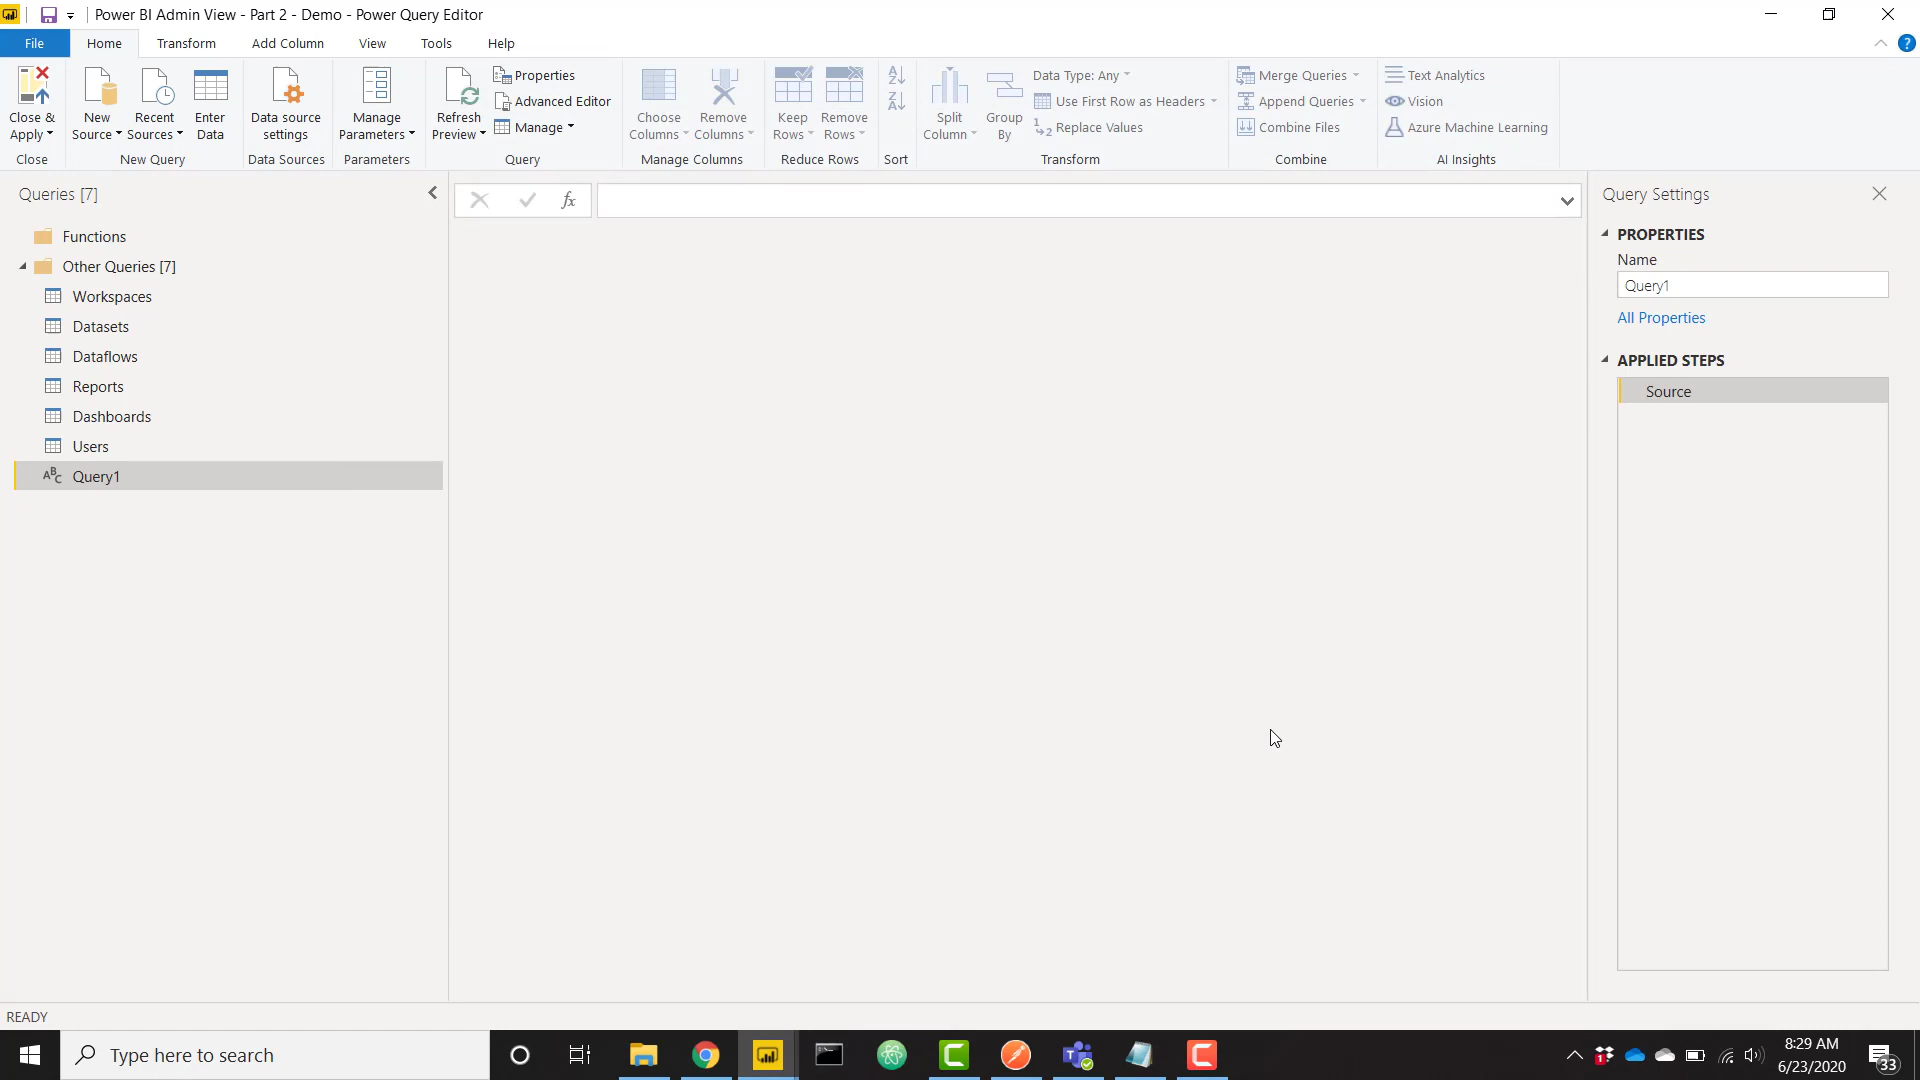 Power BI Admin View - Part 2 - Demo - Power Query Editor
File Home Transform Add Column View Tools Help
Close & Apply
New Source
Recent Sources
Enter Data
Data source settings
Manage Parameters
Refresh Preview
Properties
Advanced Editor
Manage
Choose Columns
Remove Columns
Keep Rows
Remove Rows
Split Column
Group By
Data Type: Any
Use First Row as Headers
Replace Values
Merge Queries
Append Queries
Combine Files
Text Analytics
Vision
Azure Machine Learning
Close New Query Data Sources Parameters Query Manage Columns Reduce Rows Sort Transform Combine AI Insights
Queries [7]
Functions
Other Queries [7]
Workspaces
Datasets
Dataflows
Reports
Dashboards
Users
ABC Query1
fx
Query Settings
PROPERTIES
Name
Query1
All Properties
APPLIED STEPS
Source
READY
Type here to search
8:29 AM
6/23/2020
33